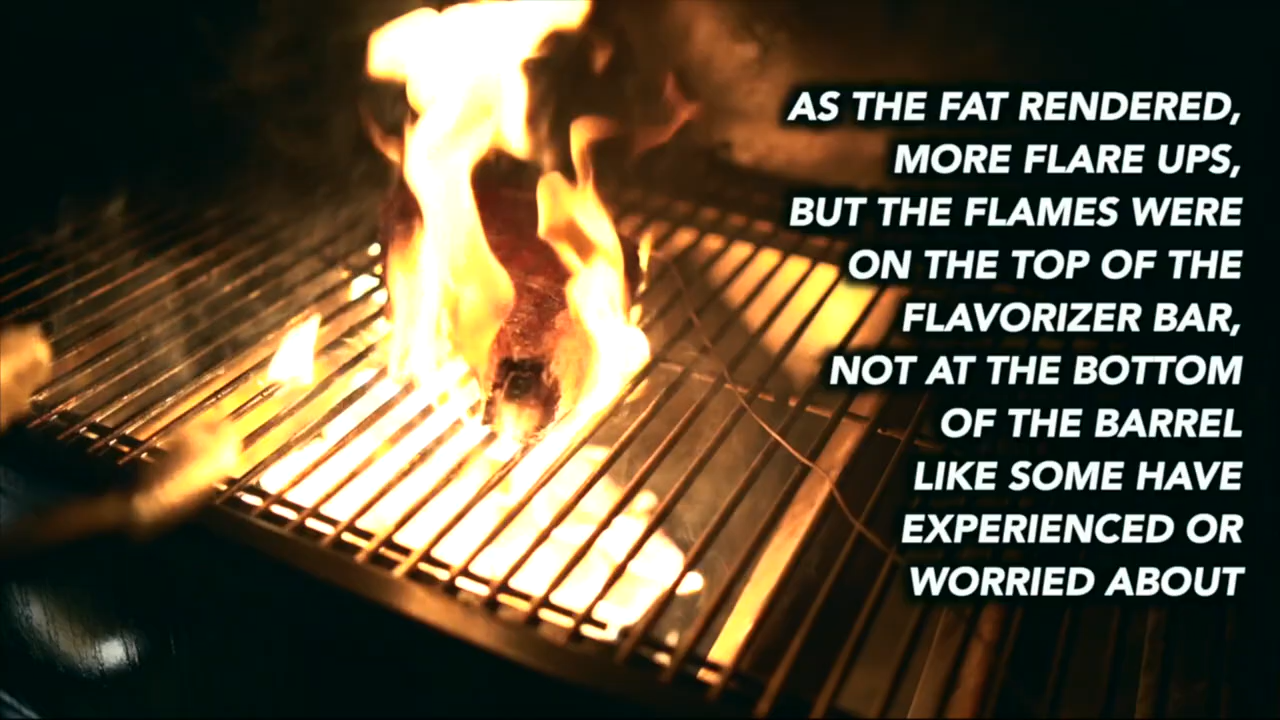 AS THE FAT RENDERED,
MORE FLARE UPS,
BUT THE FLAMES WERE
ON THE TOP OF THE
FLAVORIZER BAR,
NOT AT THE BOTTOM
OF THE BARREL
LIKE SOME HAVE
EXPERIENCED OR
WORRIED ABOUT